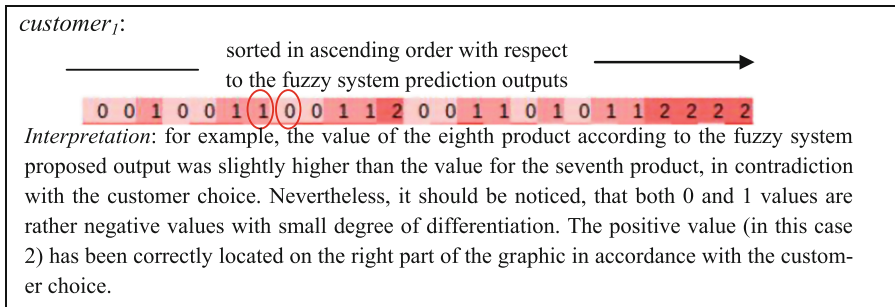 customer1:
sorted in ascending order with respect
to the fuzzy system prediction outputs
0 0 1 0 0 1 1 0 0 1 1 2 0 0 1 1 0 1 0 1 1 2 2 2 2
Interpretation: for example, the value of the eighth product according to the fuzzy system
proposed output was slightly higher than the value for the seventh product, in contradiction
with the customer choice. Nevertheless, it should be noticed, that both 0 and 1 values are
rather negative values with small degree of differentiation. The positive value (in this case
2) has been correctly located on the right part of the graphic in accordance with the custom-
er choice.